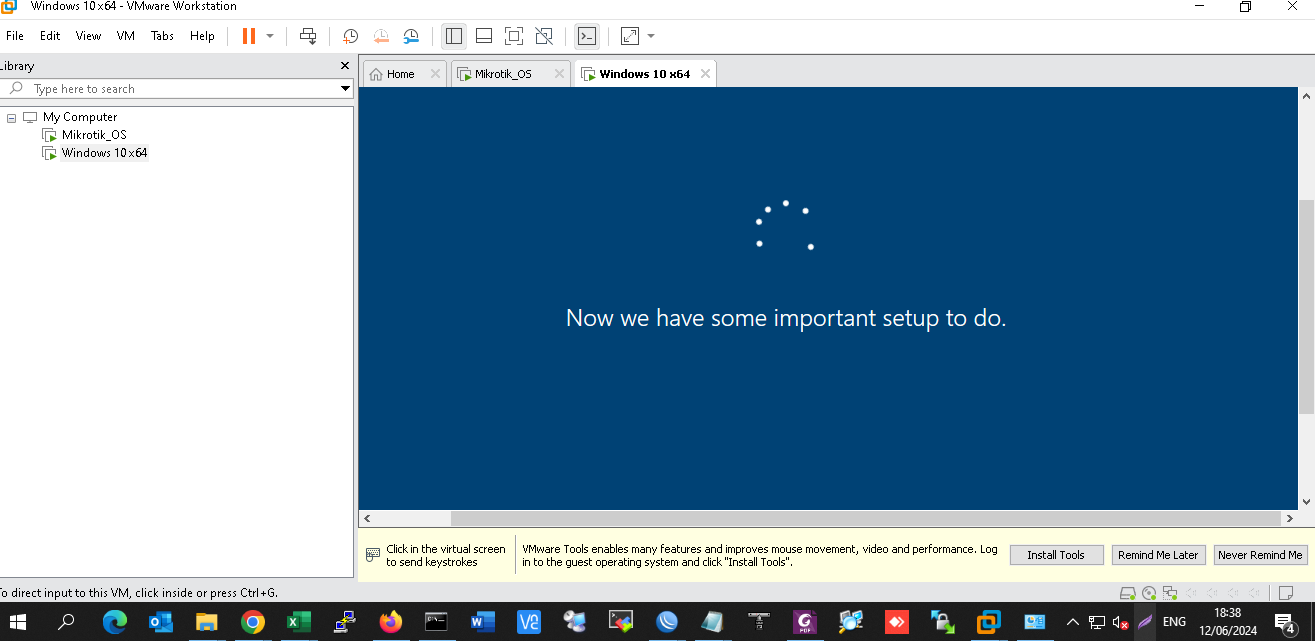 Windows 10 x64 - VMware Workstation
File Edit View VM Tabs Help
Library
Type here to search
My Computer
Mikrotik_OS
Windows 10 x64
Home Mikrotik_OS Windows 10 x64
Now we have some important setup to do.
Click in the virtual screen
to send keystrokes
VMware Tools enables many features and improves mouse movement, video and performance. Log
in to the guest operating system and click "Install Tools".
Install Tools Remind Me Later Never Remind Me
To direct input to this VM, click inside or press Ctrl+G.
ENG
18:38
12/06/2024
4